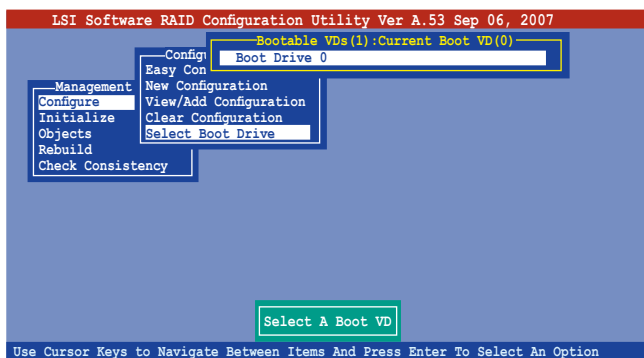 LSI Software RAID Configuration Utility Ver A.53 Sep 06, 2007
Bootable VDs(1):Current Boot VD(0)
Boot Drive 0
Configu
Easy Con
New Configuration
View/Add Configuration
Clear Configuration
Select Boot Drive
Management
Configure
Initialize
Objects
Rebuild
Check Consistency
Select A Boot VD
Use Cursor Keys to Navigate Between Items And Press Enter To Select An Option